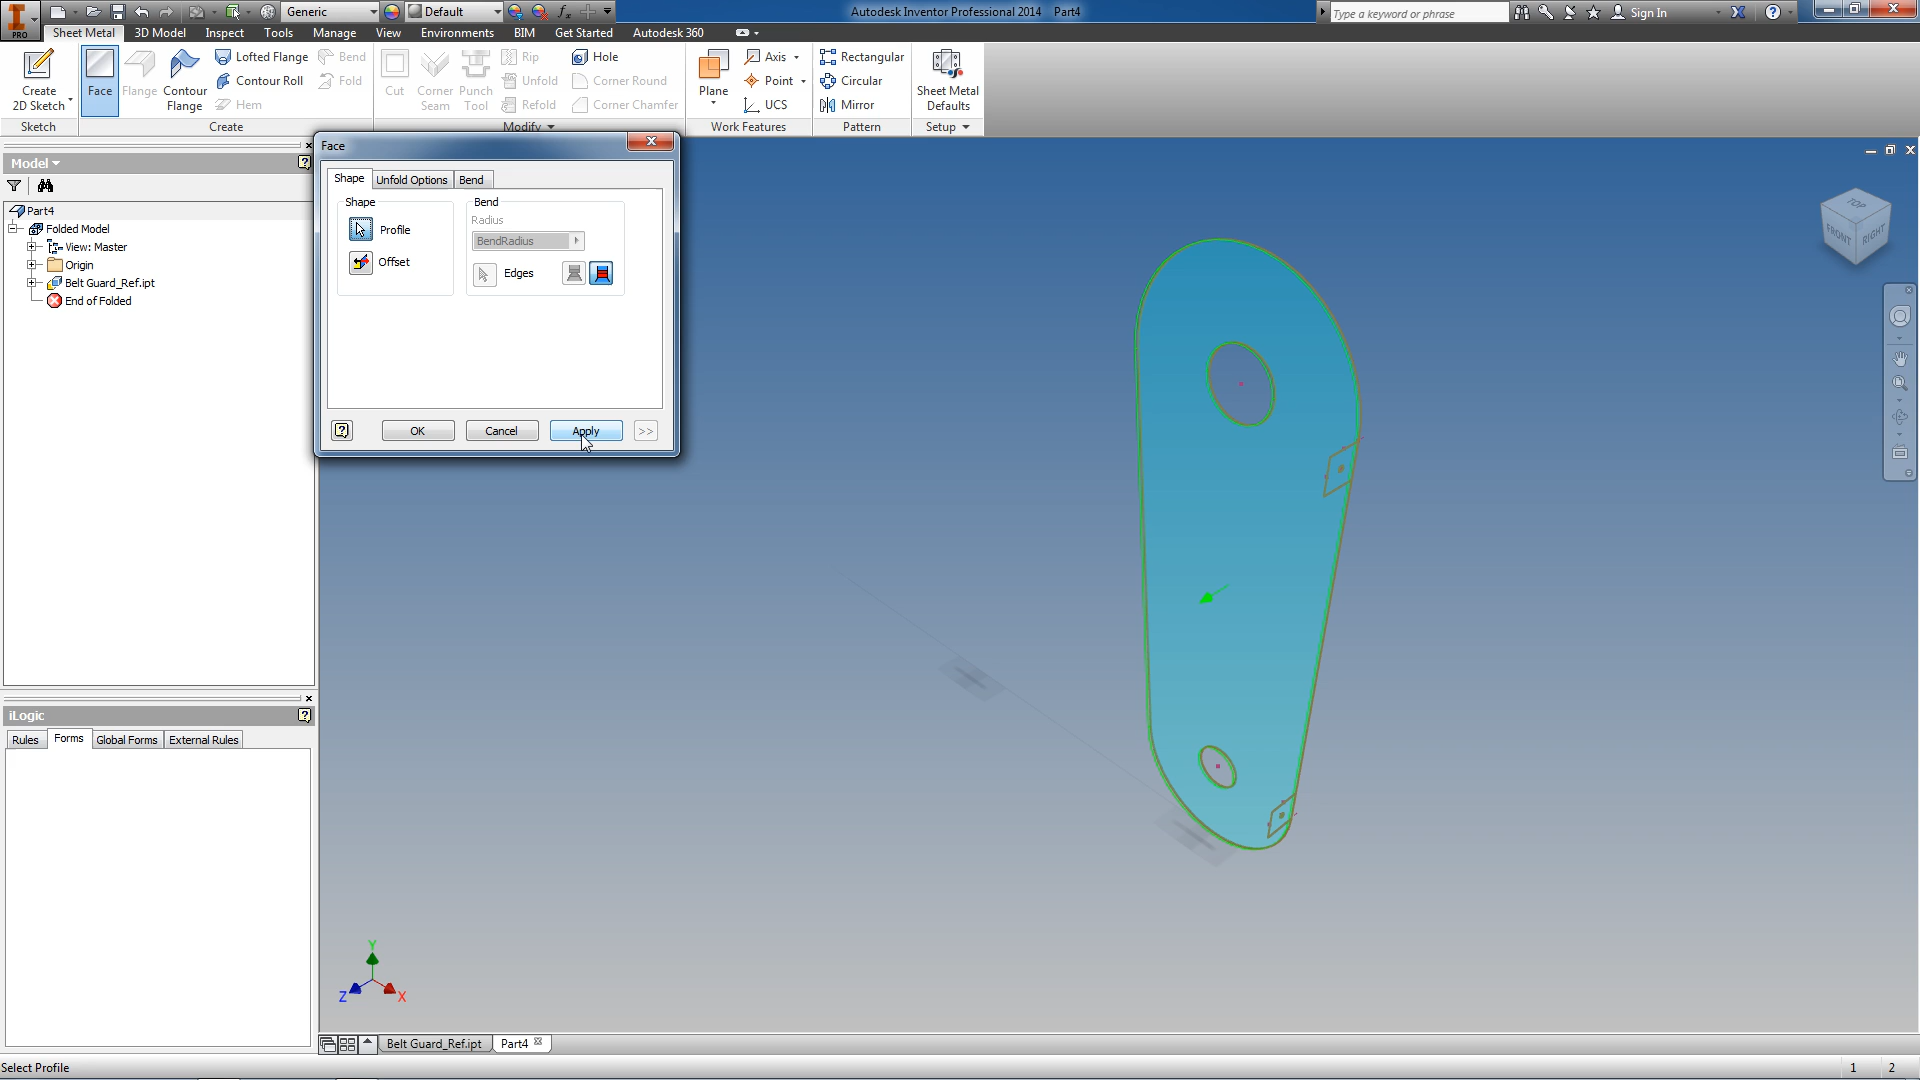 Generic
Default
fx
Autodesk Inventor Professional 2014 Part4
Type a keyword or phrase
Sign In
PRO
Sheet Metal 3D Model Inspect Tools Manage View Environments BIM Get Started Autodesk 360
Create
2D Sketch
Face
Flange
Contour
Flange
Lofted Flange
Contour Roll
Hem
Bend
Fold
Cut
Corner
Seam
Punch
Tool
Rip
Unfold
Refold
Hole
Corner Round
Corner Chamfer
Plane
Axis
Point
UCS
Rectangular
Circular
Mirror
Sheet Metal
Defaults
Sketch
Create
Modify
Work Features
Pattern
Setup
Model
Part4
Folded Model
View: Master
Origin
Belt Guard_Ref.ipt
End of Folded
Face
Shape Unfold Options Bend
Shape
Profile
Offset
Bend
Radius
BendRadius
Edges
OK
Cancel
Apply
>>
TOP
FRONT
RIGHT
iLogic
Rules Forms Global Forms External Rules
Y
Z
X
Belt Guard_Ref.ipt
Part4
Select Profile
1 2